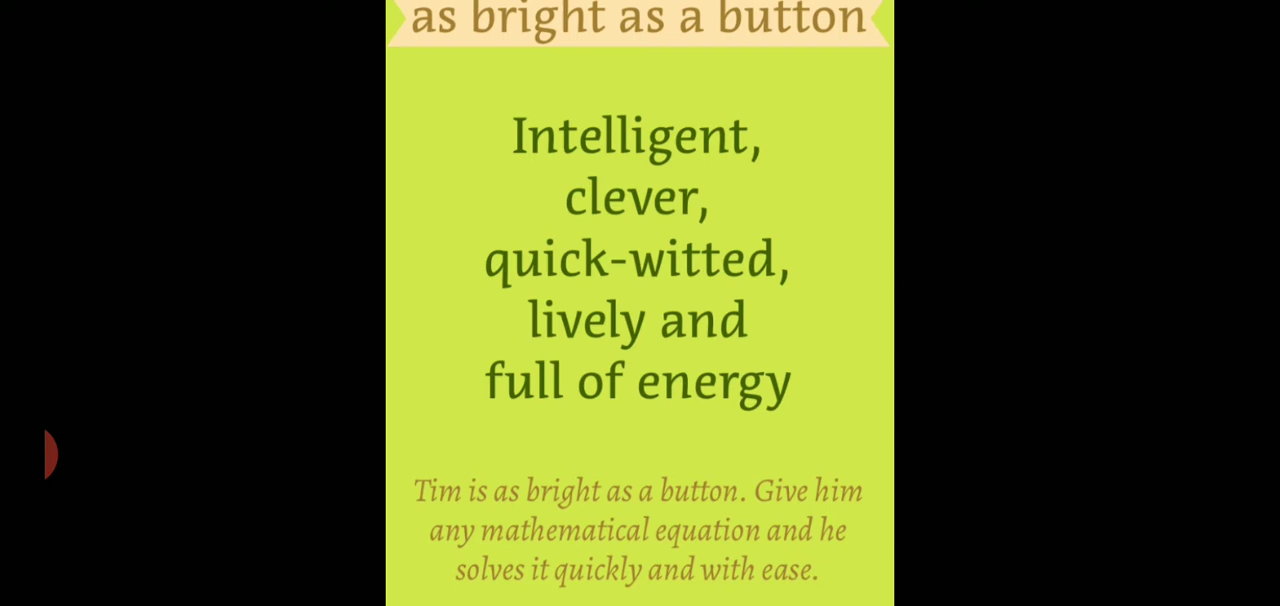 as bright as a button
Intelligent,
clever,
quick-witted,
lively and
full of energy
Tim is as bright as a button. Give him
any mathematical equation and he
solves it quickly and with ease.